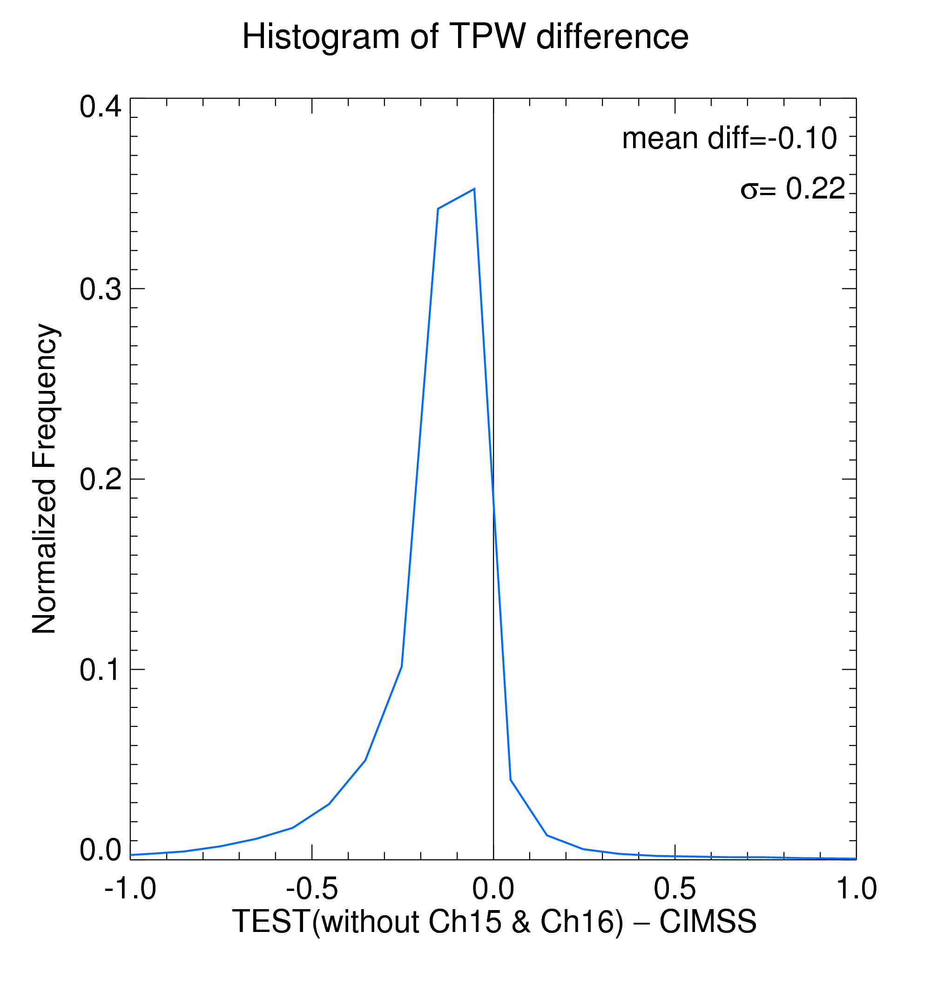 Histogram of TPW difference
mean diff=-0.10
σ= 0.22
0.4
0.3
0.2
0.1
0.0
Normalized Frequency
-1.0 -0.5 0.0 0.5 1.0
TEST(without Ch15 & Ch16) – CIMSS